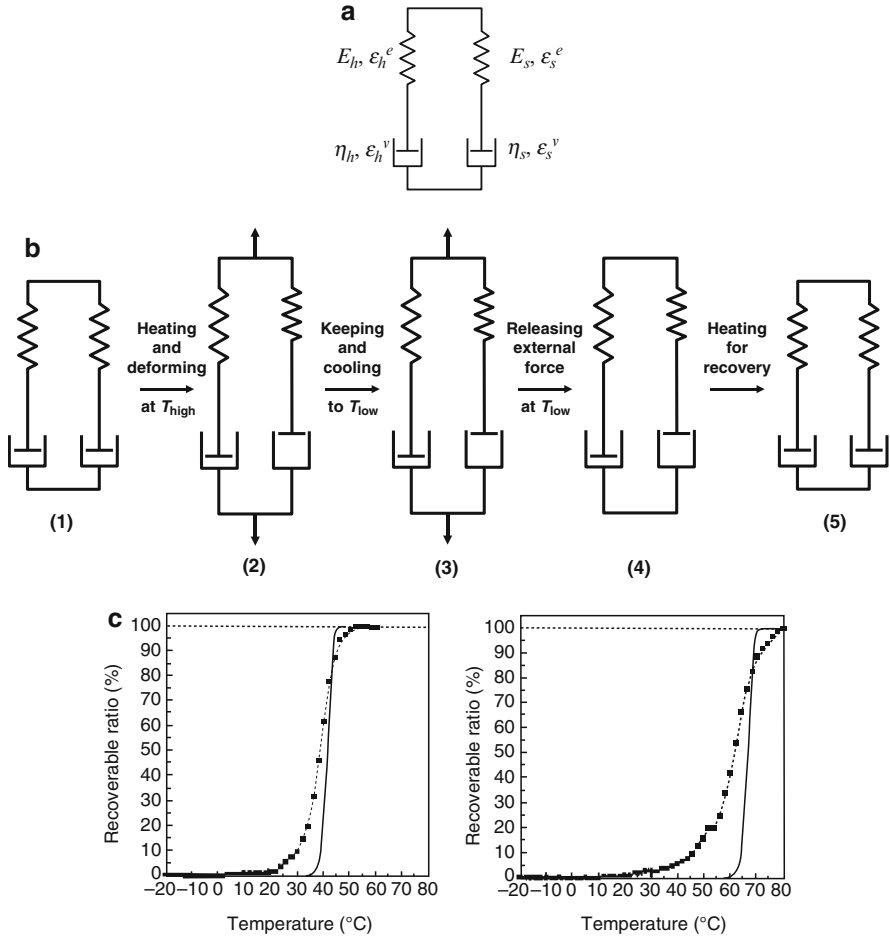 a
E_h, ε_h^e
E_s, ε_s^e
η_h, ε_h^v
η_s, ε_s^v
b
Heating
and
deforming
at T_high
Keeping
and
cooling
to T_low
Releasing
external
force
at T_low
Heating
for
recovery
(1)
(2)
(3)
(4)
(5)
c
Recoverable ratio (%)
100
90
80
70
60
50
40
30
20
10
0
−20 −10 0 10 20 30 40 50 60 70 80
Temperature (°C)
Recoverable ratio (%)
100
90
80
70
60
50
40
30
20
10
0
−20 −10 0 10 20 30 40 50 60 70 80
Temperature (°C)